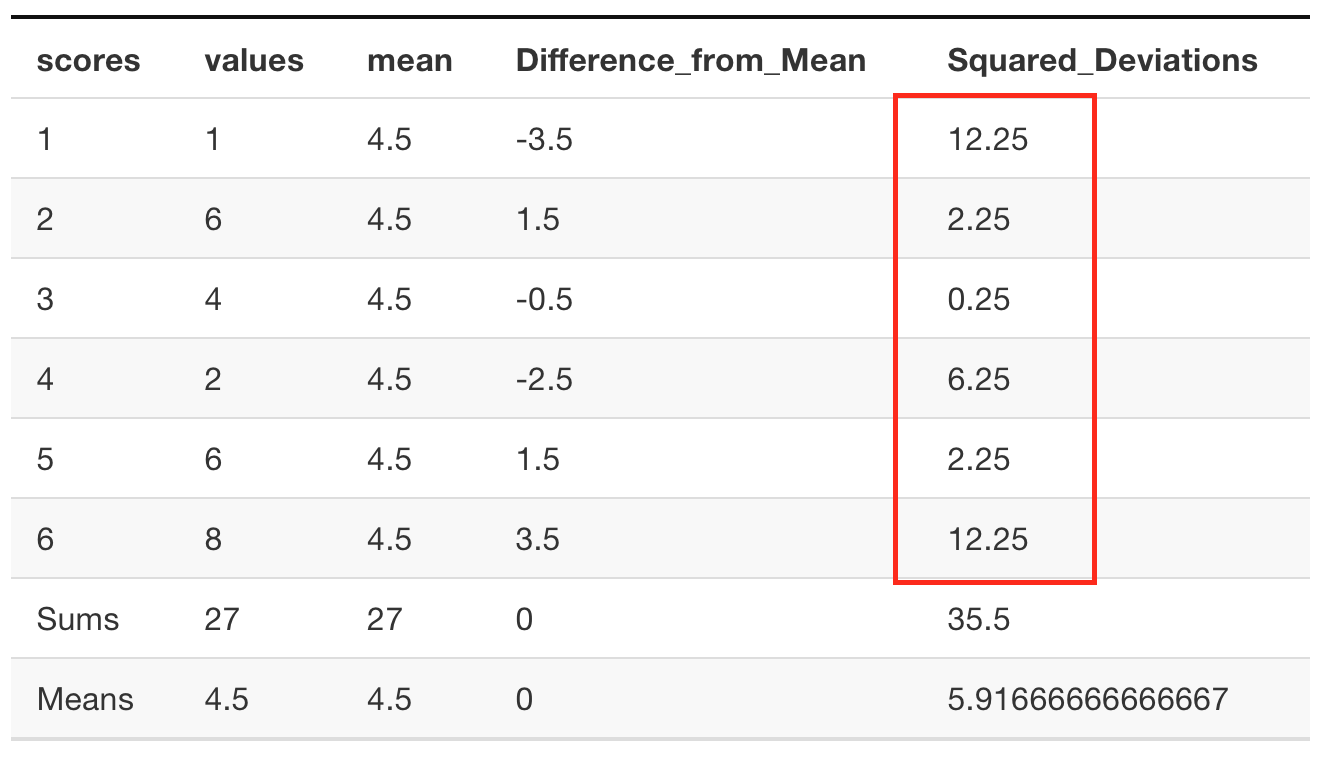 scores values mean Difference_from_Mean Squared_Deviations
1 1 4.5 -3.5 12.25
2 6 4.5 1.5 2.25
3 4 4.5 -0.5 0.25
4 2 4.5 -2.5 6.25
5 6 4.5 1.5 2.25
6 8 4.5 3.5 12.25
Sums 27 27 0 35.5
Means 4.5 4.5 0 5.91666666666667